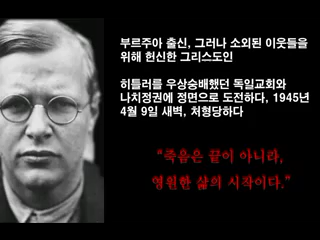 부르주아 출신, 그러나 소외된 이웃들을
위해 헌신한 그리스도인
히틀러를 우상숭배했던 독일교회와
나치정권에 정면으로 도전하다, 1945년
4월 9일 새벽, 처형당하다
“죽음은 끝이 아니라,
영원한 삶의 시작이다.”